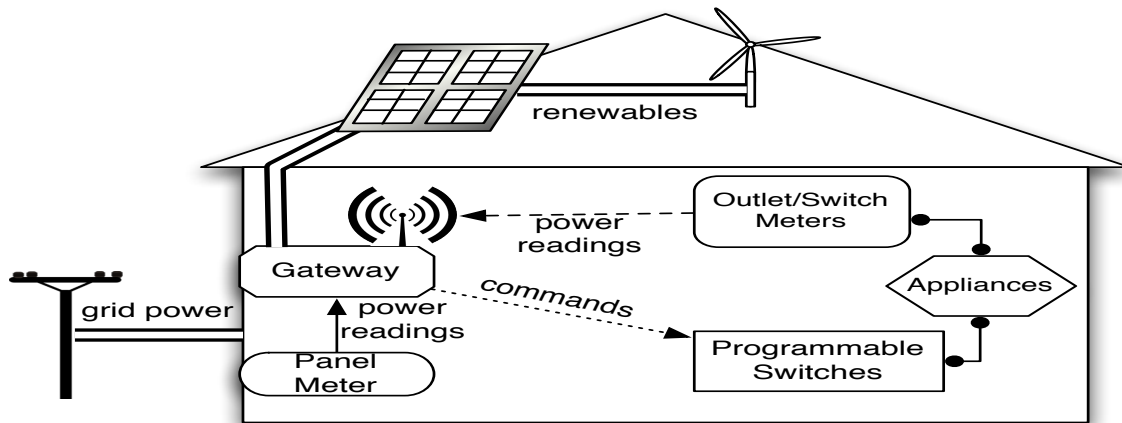 renewables
Outlet/Switch
Meters
power
readings
Gateway
Appliances
commands
grid power
power
readings
Programmable
Switches
Panel
Meter